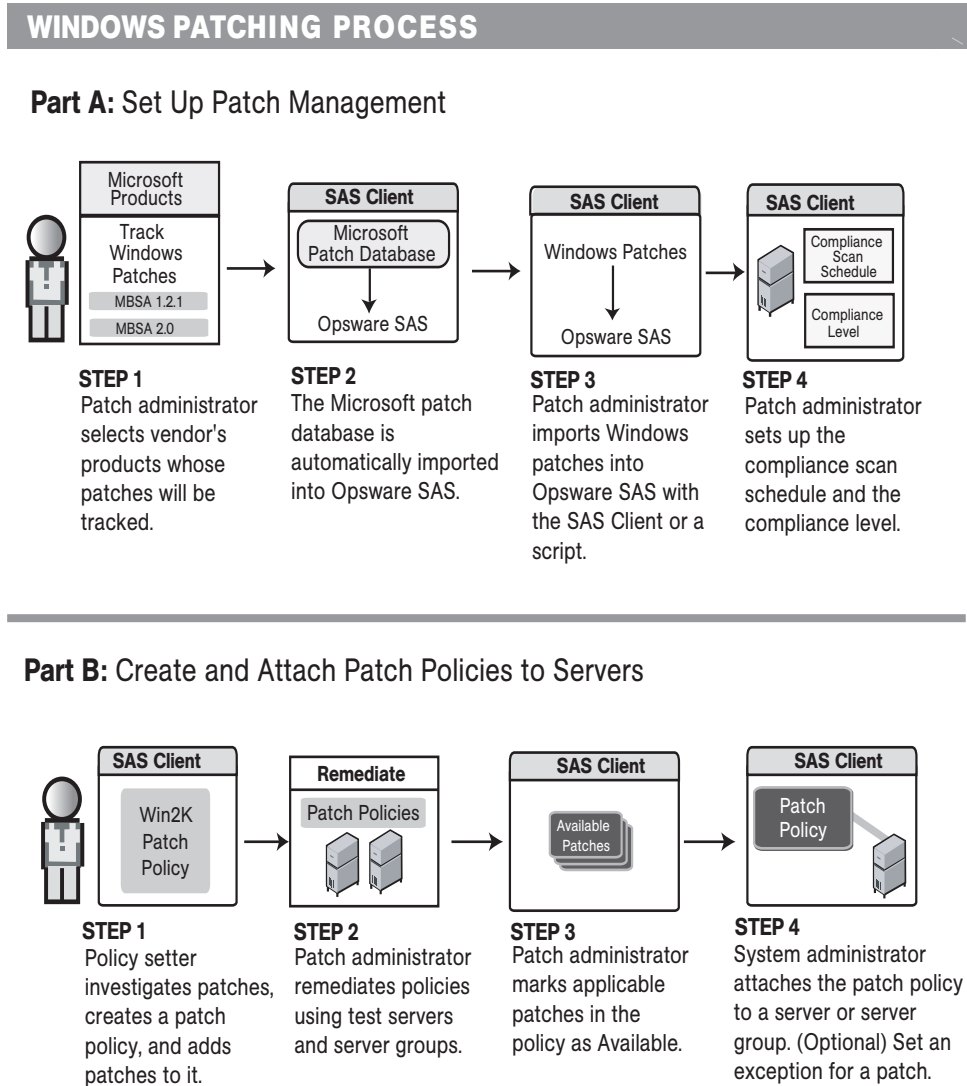 WINDOWS PATCHING PROCESS
Part A: Set Up Patch Management
Microsoft
Products
Track
Windows
Patches
MBSA 1.2.1
MBSA 2.0
SAS Client
Microsoft
Patch Database
Opsware SAS
SAS Client
Windows Patches
Opsware SAS
SAS Client
Compliance
Scan
Schedule
Compliance
Level
STEP 1
Patch administrator
selects vendor's
products whose
patches will be
tracked.
STEP 2
The Microsoft patch
database is
automatically imported
into Opsware SAS.
STEP 3
Patch administrator
imports Windows
patches into
Opsware SAS with
the SAS Client or a
script.
STEP 4
Patch administrator
sets up the
compliance scan
schedule and the
compliance level.
Part B: Create and Attach Patch Policies to Servers
SAS Client
Win2K
Patch
Policy
Remediate
Patch Policies
SAS Client
Available
Patches
SAS Client
Patch
Policy
STEP 1
Policy setter
investigates patches,
creates a patch
policy, and adds
patches to it.
STEP 2
Patch administrator
remediates policies
using test servers
and server groups.
STEP 3
Patch administrator
marks applicable
patches in the
policy as Available.
STEP 4
System administrator
attaches the patch policy
to a server or server
group. (Optional) Set an
exception for a patch.